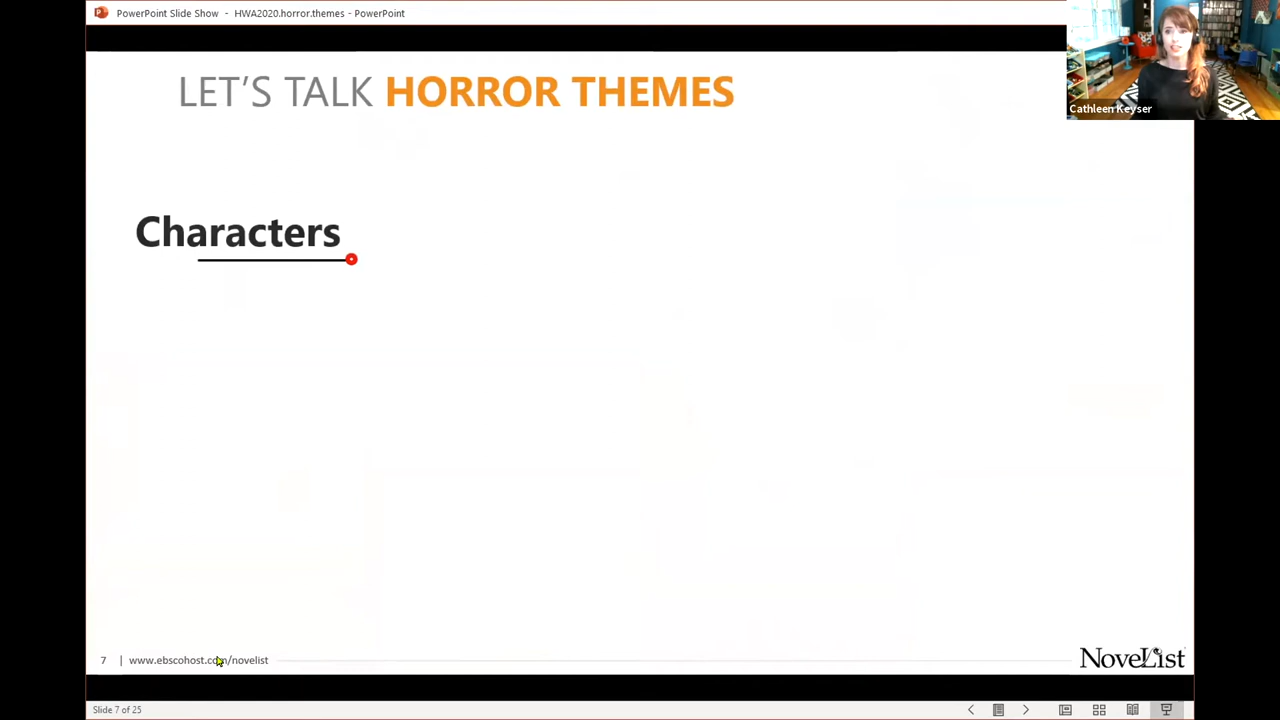 PowerPoint Slide Show - HWA2020.horror.themes - PowerPoint
Cathleen Keyser
LET'S TALK HORROR THEMES
Characters
7 | www.ebscohost.com/novelist
NoveList
Slide 7 of 25